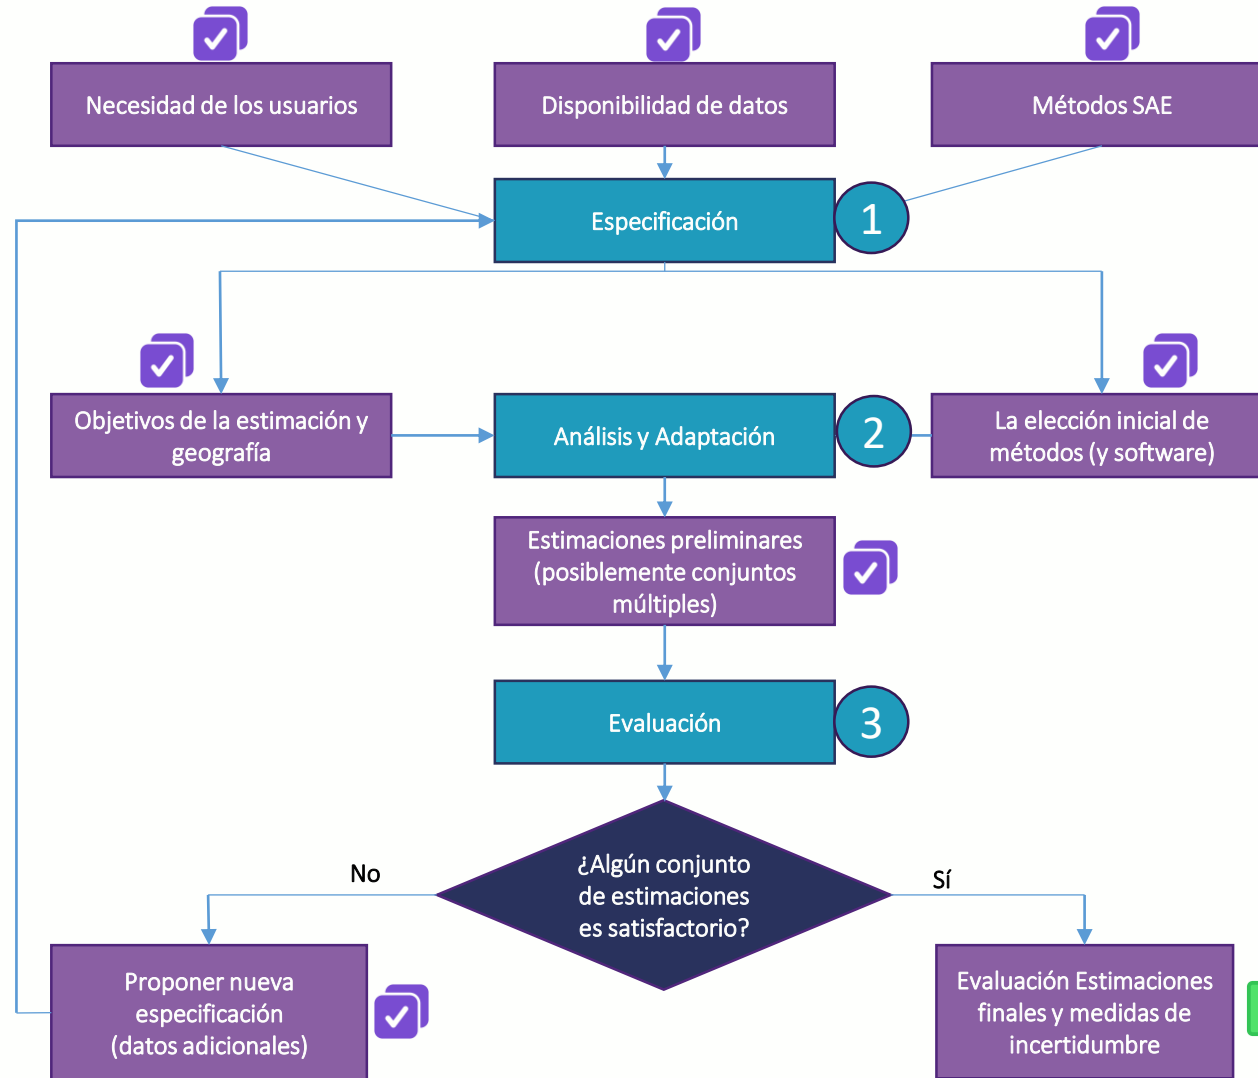 Necesidad de los usuarios
Disponibilidad de datos
Métodos SAE
Especificación
1
Objetivos de la estimación y
geografía
Análisis y Adaptación
2
La elección inicial de
métodos (y software)
Estimaciones preliminares
(posiblemente conjuntos
múltiples)
Evaluación
3
¿Algún conjunto
de estimaciones
es satisfactorio?
No
Sí
Proponer nueva
especificación
(datos adicionales)
Evaluación Estimaciones
finales y medidas de
incertidumbre